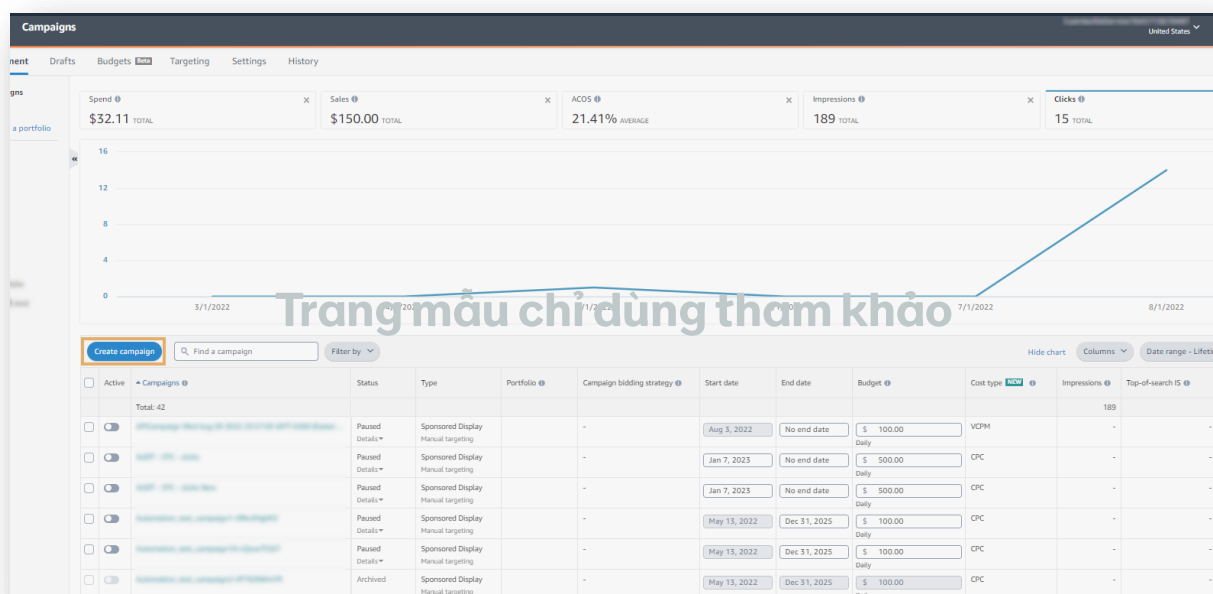 Campaigns
United States
ment Drafts Budgets Beta Targeting Settings History
gns
a portfolio
Spend Sales ACOS Impressions Clicks
$32.11 TOTAL $150.00 TOTAL 21.41% AVERAGE 189 TOTAL 15 TOTAL
16
12
8
4
0
3/1/2022 7/1/2022 8/1/2022
Trang mẫu chỉ dùng tham khảo
Create campaign Find a campaign Filter by Hide chart Columns Date range - Lifeti
Active Campaigns Status Type Portfolio Campaign bidding strategy Start date End date Budget Cost type NEW Impressions Top-of-search IS
Total: 42 189
Paused Sponsored Display - Aug 3, 2022 No end date $ 100.00 VCPM - -
Details Manual targeting Daily
Paused Sponsored Display - Jan 7, 2023 No end date $ 500.00 CPC - -
Details Manual targeting Daily
Paused Sponsored Display - Jan 7, 2023 No end date $ 500.00 CPC - -
Details Manual targeting Daily
Paused Sponsored Display - May 13, 2022 Dec 31, 2025 $ 100.00 CPC - -
Details Manual targeting Daily
Paused Sponsored Display - May 13, 2022 Dec 31, 2025 $ 100.00 CPC - -
Details Manual targeting Daily
Archived Sponsored Display - May 13, 2022 Dec 31, 2025 $ 100.00 CPC - -
Manual targeting